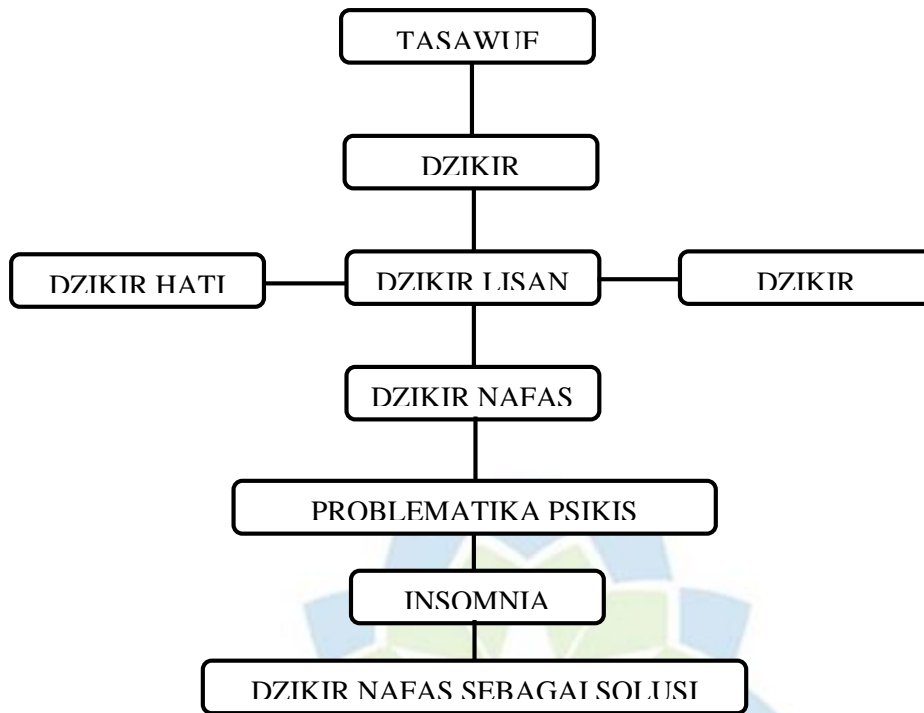 TASAWUF
DZIKIR
DZIKIR HATI
DZIKIR LISAN
DZIKIR
DZIKIR NAFAS
PROBLEMATIKA PSIKIS
INSOMNIA
DZIKIR NAFAS SEBAGAI SOLUSI